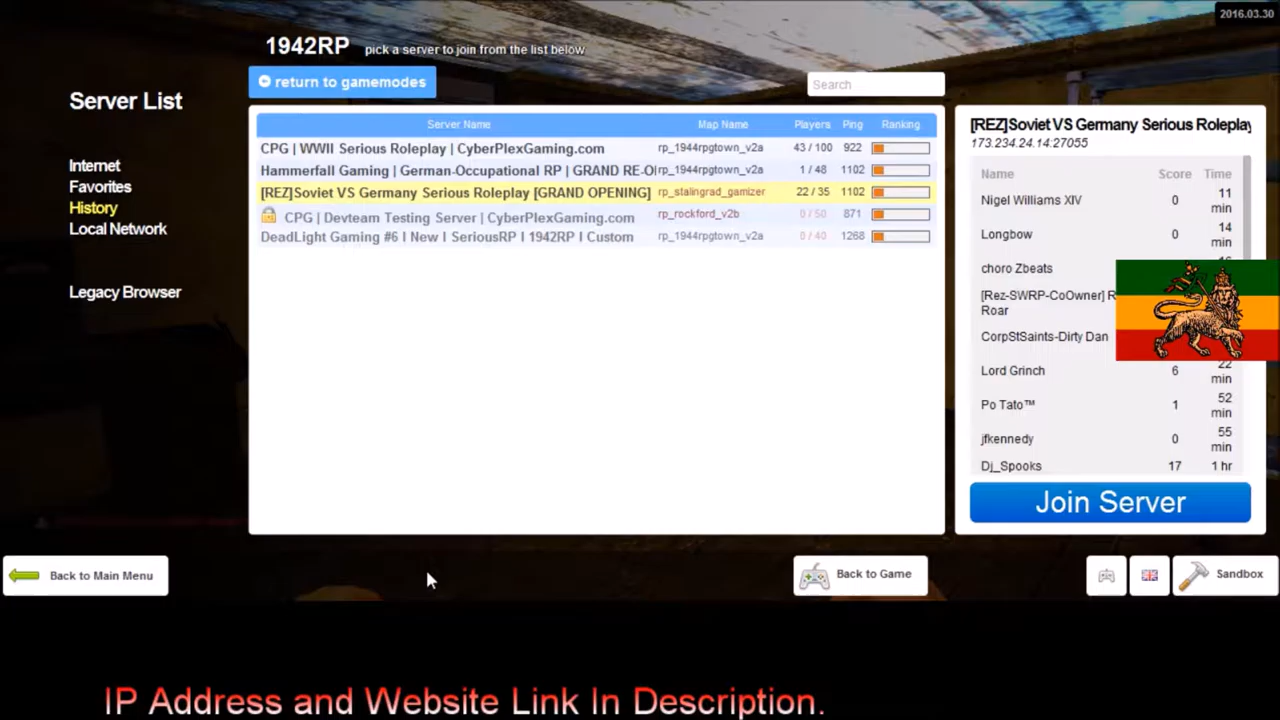 2016.03.30
1942RP pick a server to join from the list below
return to gamemodes
Search
Server List
Internet
Favorites
History
Local Network
Legacy Browser
Server Name Map Name Players Ping Ranking
CPG | WWII Serious Roleplay | CyberPlexGaming.com rp_1944rpgtown_v2a 43 / 100 922
Hammerfall Gaming | German-Occupational RP | GRAND RE-O rp_1944rpgtown_v2a 1 / 48 1102
[REZ]Soviet VS Germany Serious Roleplay [GRAND OPENING] rp_stalingrad_gamizer 22 / 35 1102
CPG | Devteam Testing Server | CyberPlexGaming.com rp_rockford_v2b 0 / 50 871
DeadLight Gaming #6 I New I SeriousRP I 1942RP I Custom rp_1944rpgtown_v2a 0 / 40 1268
[REZ]Soviet VS Germany Serious Roleplay
173.234.24.14:27055
Name Score Time
Nigel Williams XIV 0 11 min
Longbow 0 14 min
choro Zbeats
[Rez-SWRP-CoOwner] R
Roar
CorpStSaints-Dirty Dan
Lord Grinch 6 22 min
Po Tato™ 1 52 min
jfkennedy 0 55 min
Dj_Spooks 17 1 hr
Join Server
Back to Main Menu
Back to Game
Sandbox
IP Address and Website Link In Description.